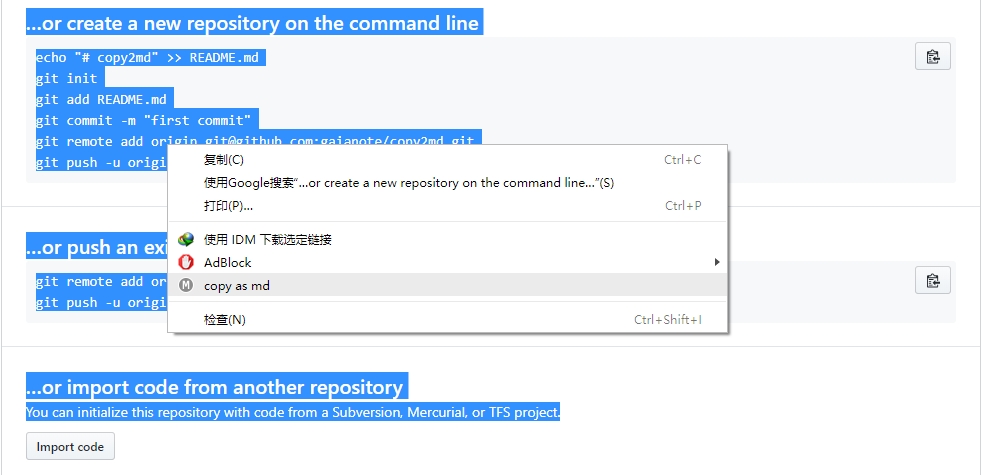 ...or create a new repository on the command line
echo "# copy2md" >> README.md
git init
git add README.md
git commit -m "first commit"
git remote add origin git@github.com:gaianote/copy2md.git
git push -u origi
复制(C) Ctrl+C
使用Google搜索“...or create a new repository on the command line...”(S)
打印(P)... Ctrl+P
...or push an exi
使用 IDM 下载选定链接
AdBlock
git remote add or
copy as md
git push -u origi
检查(N) Ctrl+Shift+I
...or import code from another repository
You can initialize this repository with code from a Subversion, Mercurial, or TFS project.
Import code